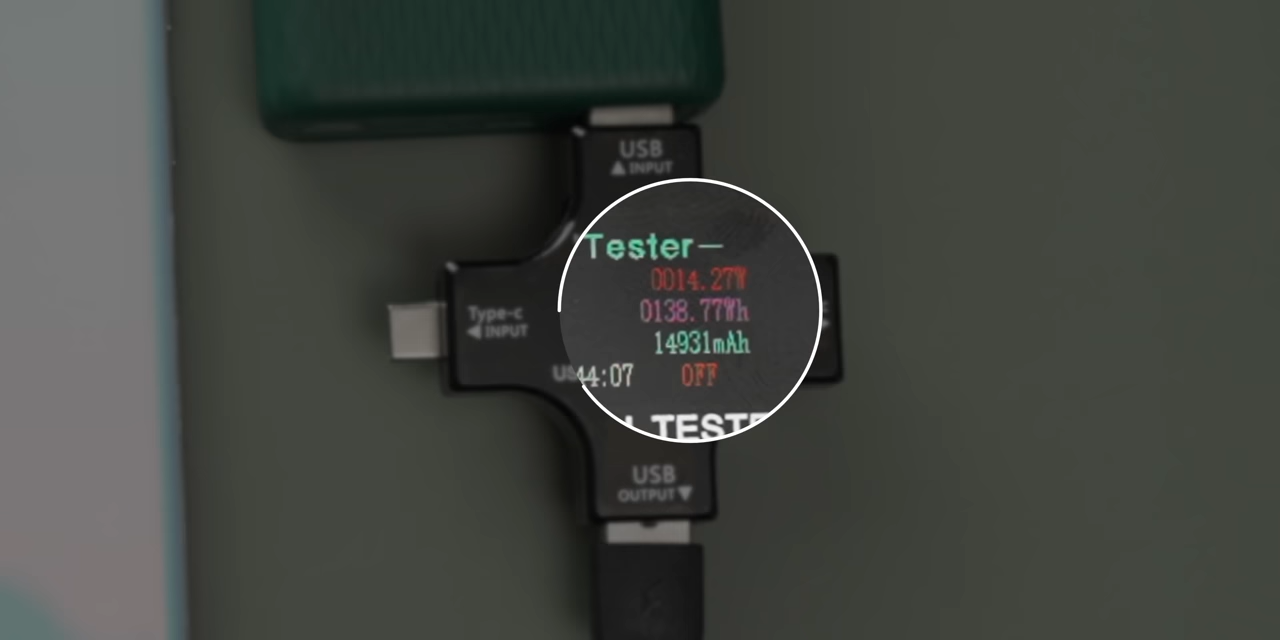 USB
▲INPUT
Tester—
0014.27W
0138.77Wh
14931mAh
44:07 OFF
Type-c
◀INPUT
TESTE
USB
OUTPUT▼